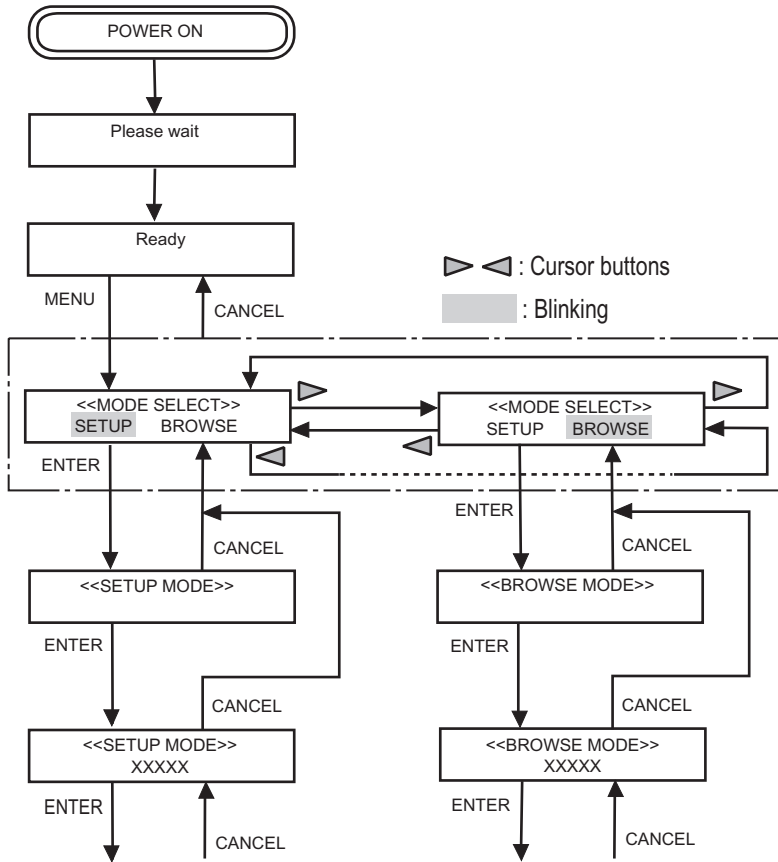 POWER ON
Please wait
Ready
: Cursor buttons
: Blinking
MENU
CANCEL
<<MODE SELECT>>
SETUP BROWSE
<<MODE SELECT>>
SETUP BROWSE
ENTER
CANCEL
ENTER
CANCEL
<<SETUP MODE>>
<<BROWSE MODE>>
ENTER
CANCEL
ENTER
CANCEL
<<SETUP MODE>>
XXXXX
<<BROWSE MODE>>
XXXXX
ENTER
CANCEL
ENTER
CANCEL